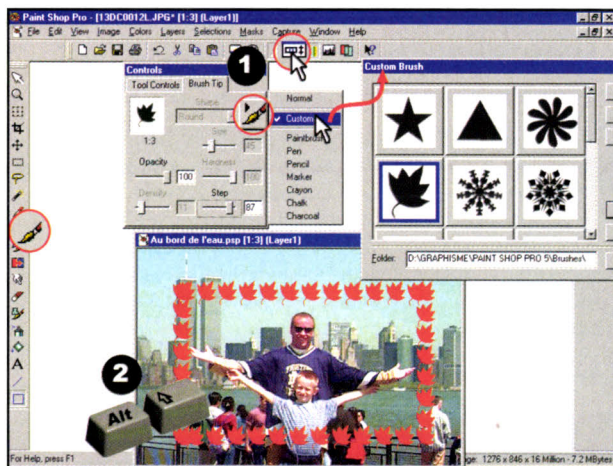 Paint Shop Pro - [13DC0012L.JPG* [1:3] (Layer1)]
File Edit View Image Colors Layers Selections Masks Capture Window Help
Controls
Tool Controls Brush Tip
1
Shape
Round
1:3
Size
45
Opacity
100
Hardness
Density
Step
87
Normal
Custom
Paintbrush
Pen
Pencil
Marker
Crayon
Chalk
Charcoal
Custom Brush
Folder: D:\GRAPHISME\PAINT SHOP PRO 5\Brushes\
Au bord de l'eau.psp [1:3] (Layer1)
A
2
Alt
For Help, press F1
ge: 1276 x 846 x 16 Million - 7.2 MBytes